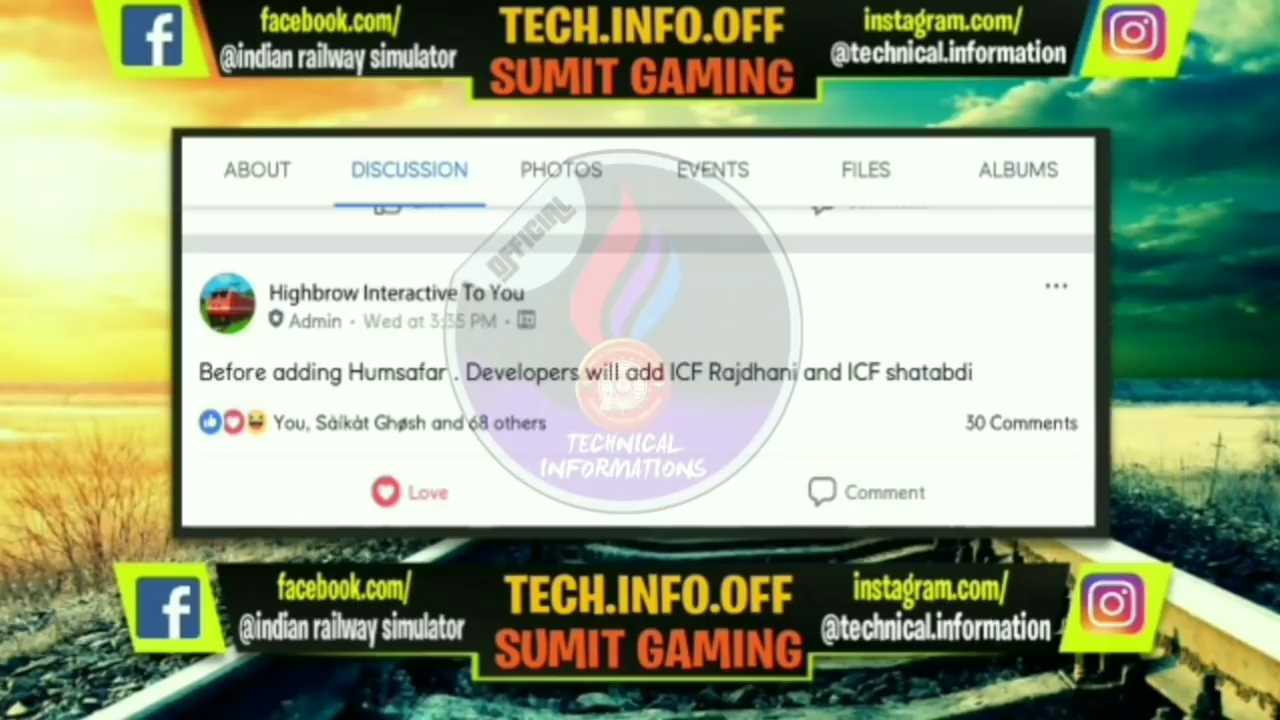 facebook.com/
@indian railway simulator
TECH.INFO.OFF
SUMIT GAMING
instagram.com/
@technical.information
ABOUT DISCUSSION PHOTOS EVENTS FILES ALBUMS
OFFICIAL
Highbrow Interactive To You
Admin · Wed at 3:35 PM ·
Before adding Humsafar . Developers will add ICF Rajdhani and ICF shatabdi
You, Sàíkàt Ghøsh and 68 others
30 Comments
TECHNICAL
INFORMATIONS
Love
Comment
facebook.com/
@indian railway simulator
TECH.INFO.OFF
SUMIT GAMING
instagram.com/
@technical.information